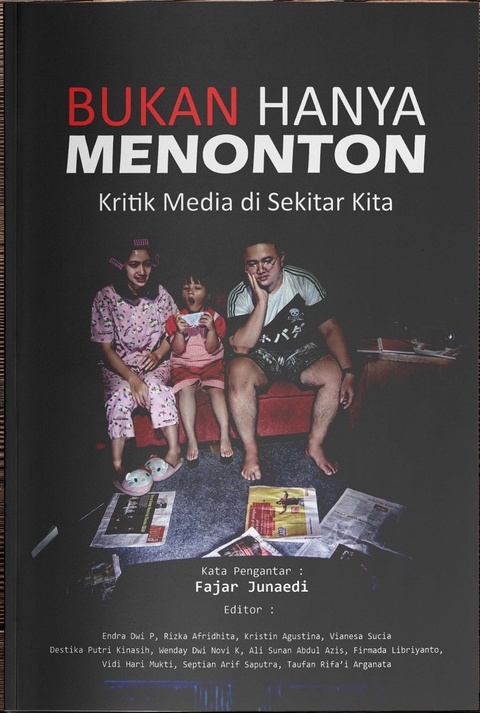 BUKAN HANYA
MENONTON
Kritik Media di Sekitar Kita
Kata Pengantar :
Fajar Junaedi
Editor :
Endra Dwi P, Rizka Afridhita, Kristin Agustina, Vianesa Sucia
Destika Putri Kinasih, Wenday Dwi Novi K, Ali Sunan Abdul Azis, Firmada Libriyanto,
Vidi Hari Mukti, Septian Arif Saputra, Taufan Rifa'i Arganata